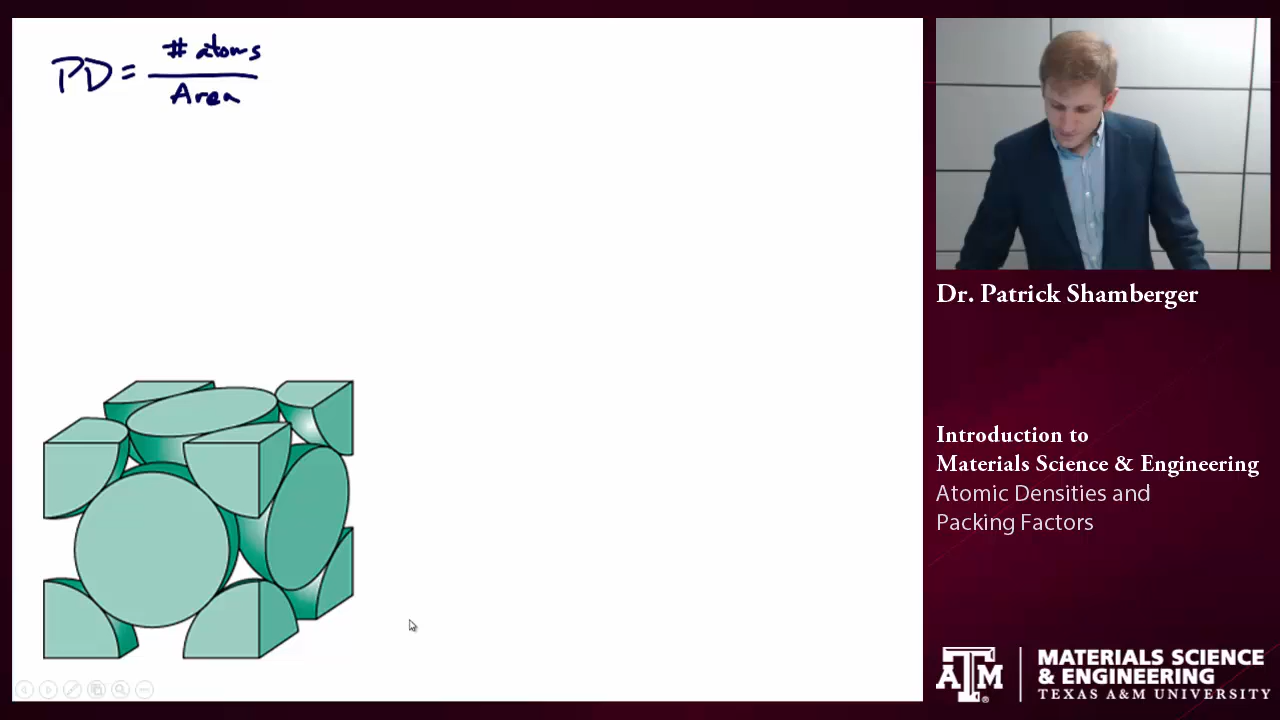 PD = # atoms
Area
Dr. Patrick Shamberger
Introduction to
Materials Science & Engineering
Atomic Densities and
Packing Factors
ATM
®
MATERIALS SCIENCE
& ENGINEERING
TEXAS A&M UNIVERSITY